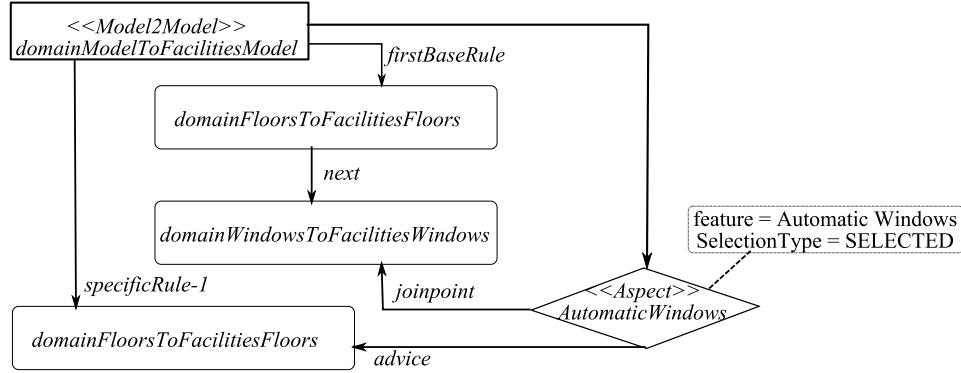 <<Model2Model>>
domainModelToFacilitiesModel
firstBaseRule
domainFloorsToFacilitiesFloors
next
domainWindowsToFacilitiesWindows
feature = Automatic Windows
SelectionType = SELECTED
specificRule-1
joinpoint
<<Aspect>>
AutomaticWindows
domainFloorsToFacilitiesFloors
advice